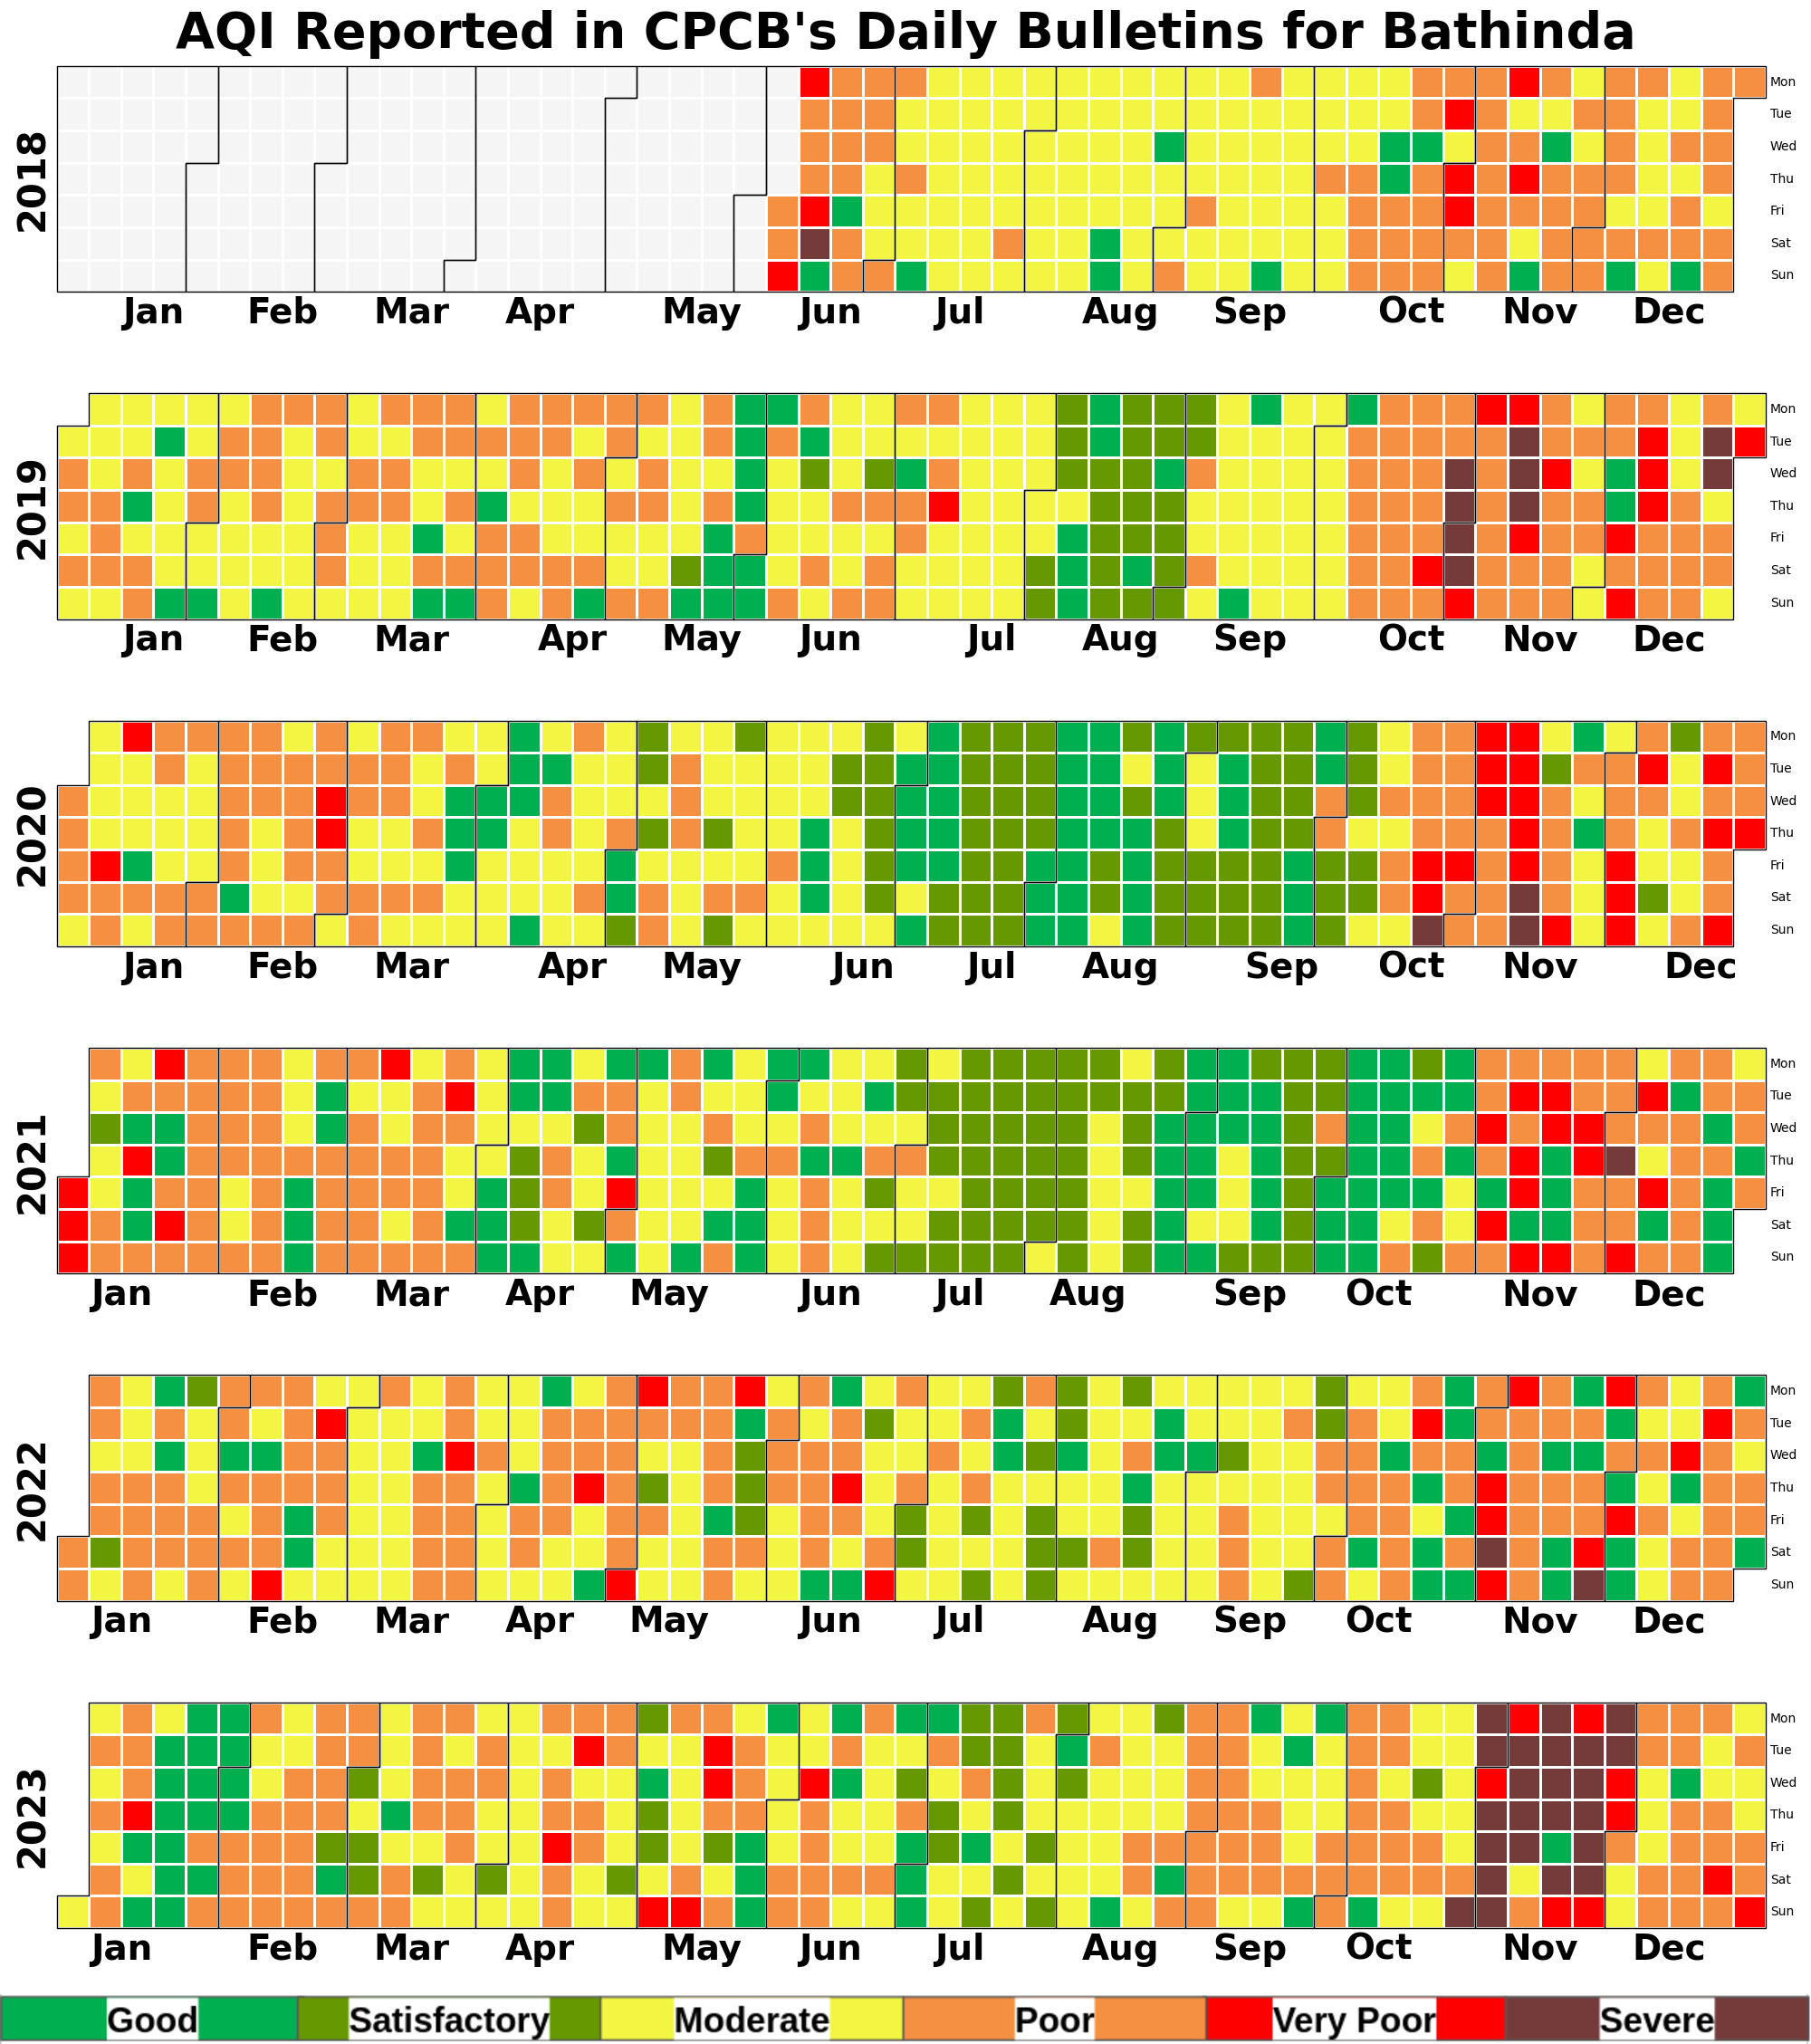 AQI Reported in CPCB's Daily Bulletins for Bathinda
2018
Mon
Tue
Wed
Thu
Fri
Sat
Sun
Jan Feb Mar Apr May Jun Jul Aug Sep Oct Nov Dec
2019
Mon
Tue
Wed
Thu
Fri
Sat
Sun
Jan Feb Mar Apr May Jun Jul Aug Sep Oct Nov Dec
2020
Mon
Tue
Wed
Thu
Fri
Sat
Sun
Jan Feb Mar Apr May Jun Jul Aug Sep Oct Nov Dec
2021
Mon
Tue
Wed
Thu
Fri
Sat
Sun
Jan Feb Mar Apr May Jun Jul Aug Sep Oct Nov Dec
2022
Mon
Tue
Wed
Thu
Fri
Sat
Sun
Jan Feb Mar Apr May Jun Jul Aug Sep Oct Nov Dec
2023
Mon
Tue
Wed
Thu
Fri
Sat
Sun
Jan Feb Mar Apr May Jun Jul Aug Sep Oct Nov Dec
Good Satisfactory Moderate Poor Very Poor Severe